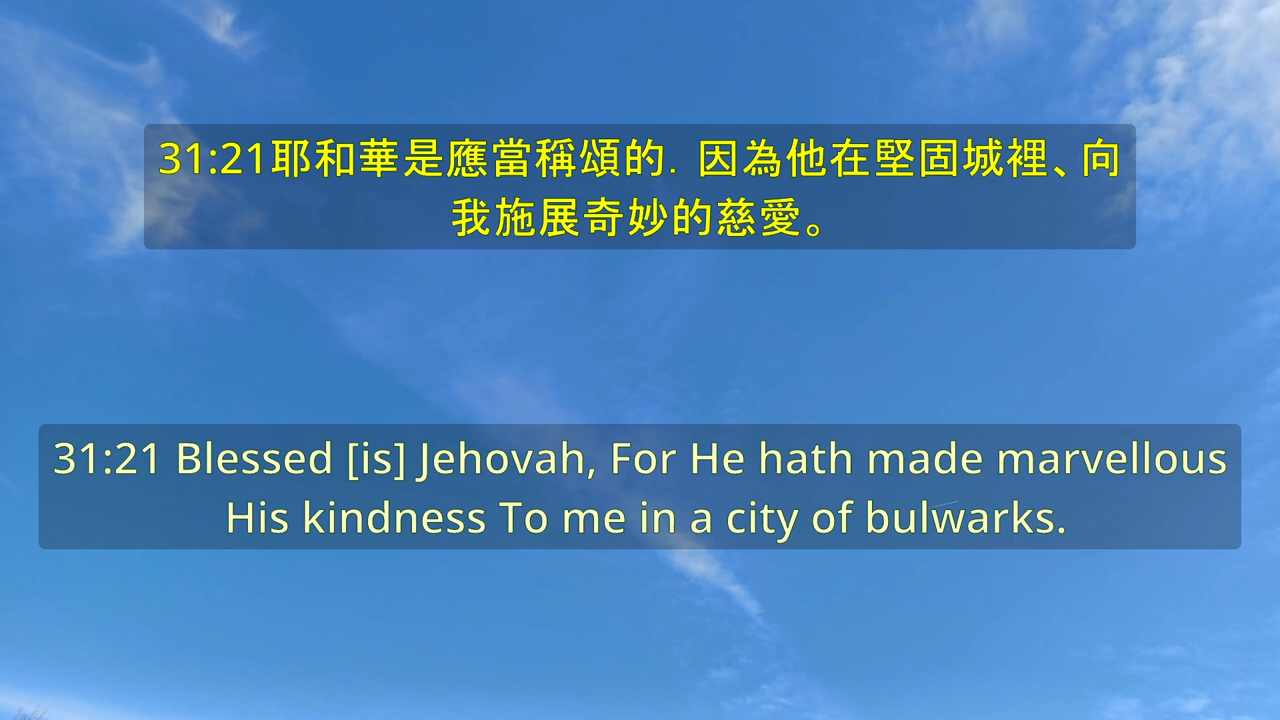 31:21耶和華是應當稱頌的．因為他在堅固城裡、向
我施展奇妙的慈愛。
31:21 Blessed [is] Jehovah, For He hath made marvellous
His kindness To me in a city of bulwarks.